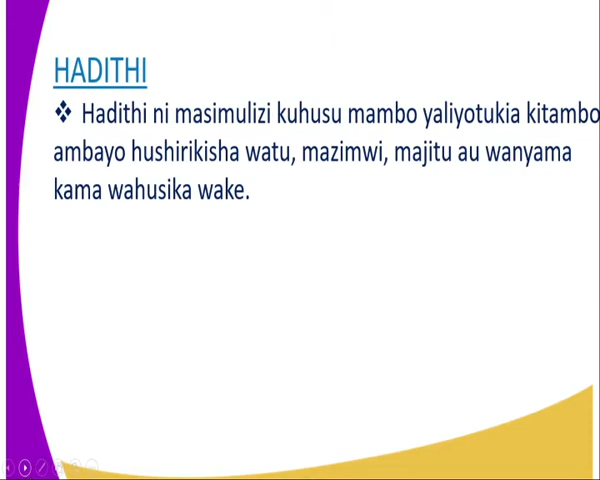 HADITHI
❖ Hadithi ni masimulizi kuhusu mambo yaliyotukia kitambo
ambayo hushirikisha watu, mazimwi, majitu au wanyama
kama wahusika wake.